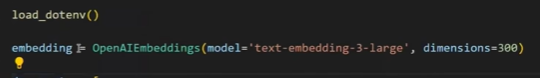 load_dotenv()
embedding = OpenAIEmbeddings(model='text-embedding-3-large', dimensions=300)